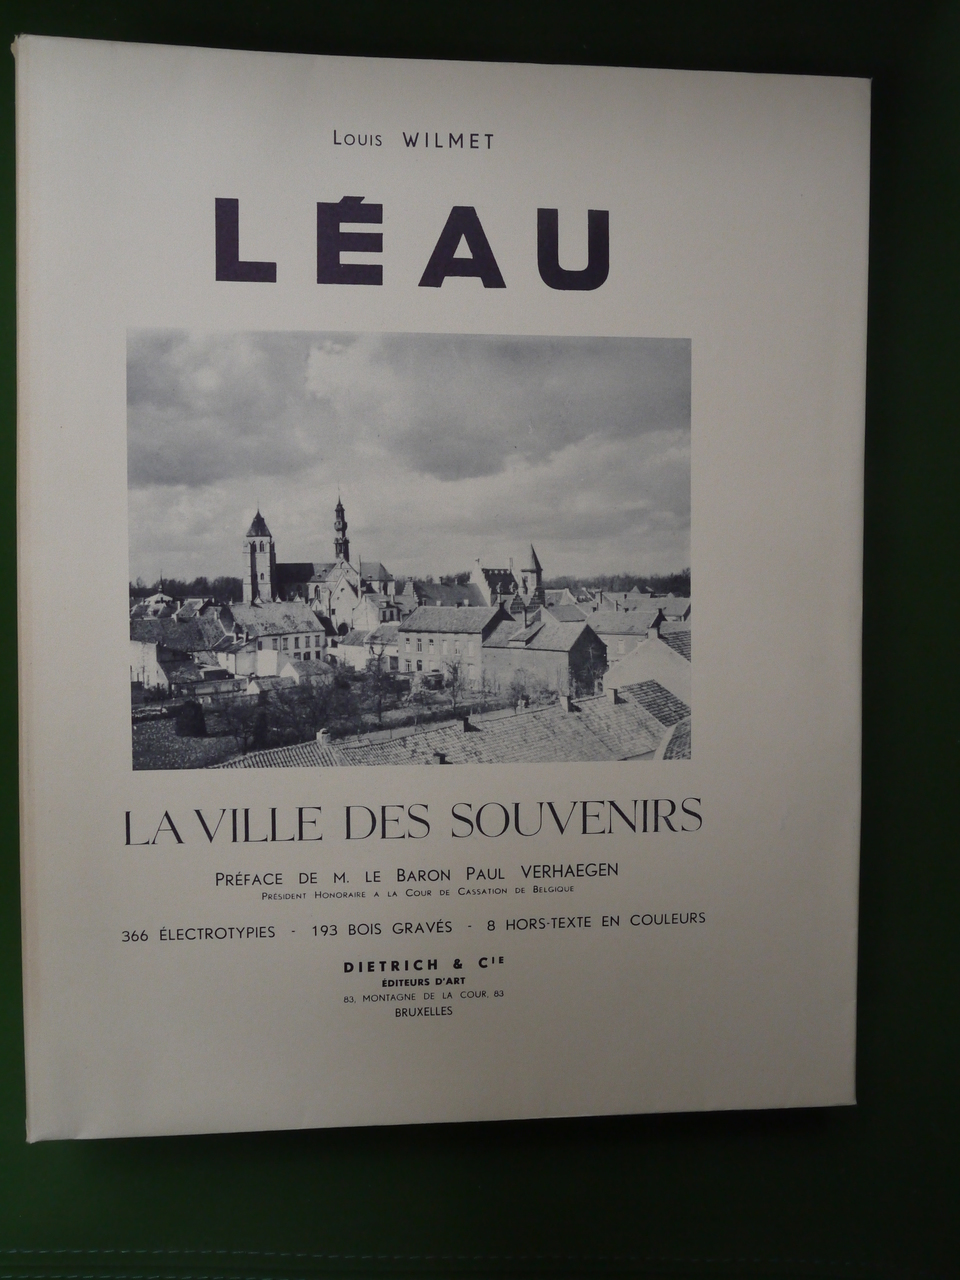 Louis WILMET
LÉAU
LA VILLE DES SOUVENIRS
PRÉFACE DE M. LE BARON PAUL VERHAEGEN
PRÉSIDENT HONORAIRE A LA COUR DE CASSATION DE BELGIQUE
366 ÉLECTROTYPIES - 193 BOIS GRAVÉS - 8 HORS-TEXTE EN COULEURS
DIETRICH & CIE
ÉDITEURS D'ART
83, MONTAGNE DE LA COUR, 83
BRUXELLES